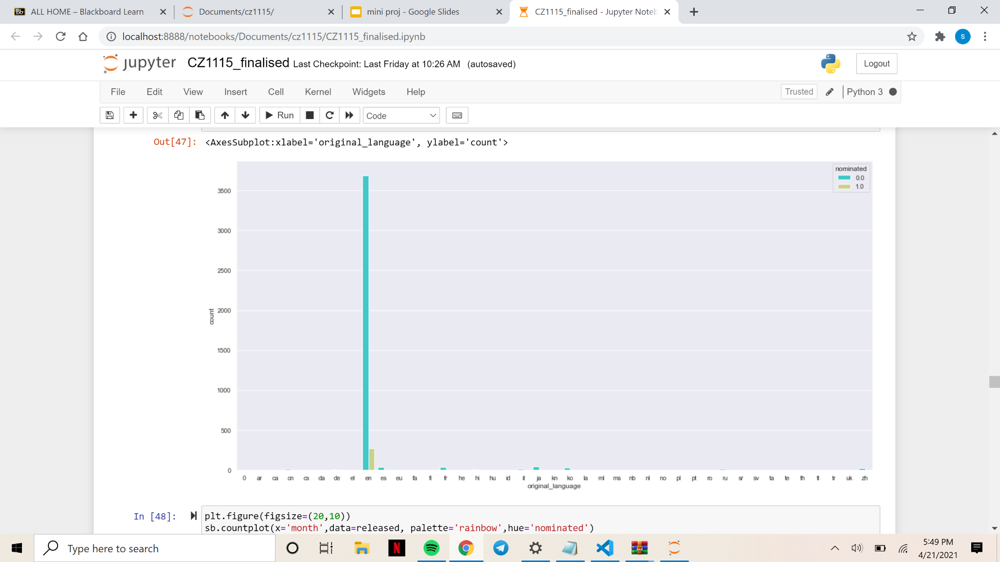 ALL HOME – Blackboard Learn
Documents/cz1115/
mini proj - Google Slides
CZ1115_finalised - Jupyter Noteb
localhost:8888/notebooks/Documents/cz1115/CZ1115_finalised.ipynb
s
jupyter CZ1115_finalised Last Checkpoint: Last Friday at 10:26 AM (autosaved)
Logout
File Edit View Insert Cell Kernel Widgets Help
Trusted
Python 3
Run
Code
Out[47]: <AxesSubplot:xlabel='original_language', ylabel='count'>
nominated
0.0
1.0
3500
3000
2500
2000
1500
1000
500
0
count
0 ar ca cn cs da de el en es eu fa fi fr he hi hu id it ja kn ko la ml ms nb nl no pl pt ro ru sr sv ta te th tl tr uk zh
original_language
In [48]: plt.figure(figsize=(20,10))
sb.countplot(x='month',data=released, palette='rainbow',hue='nominated')
Type here to search
5:49 PM
4/21/2021